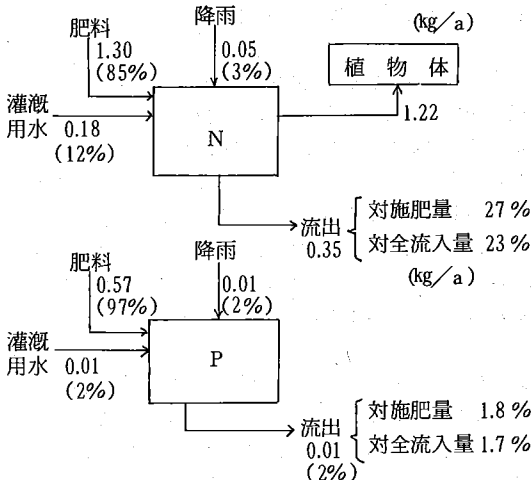 (kg/a)
降雨
0.05
(3%)
肥料
1.30
(85%)
植物体
灌漑
用水
0.18
(12%)
N
1.22
流出
0.35
対施肥量 27%
対全流入量 23%
(kg/a)
降雨
0.01
(2%)
肥料
0.57
(97%)
灌漑
用水
0.01
(2%)
P
流出
0.01
(2%)
対施肥量 1.8%
対全流入量 1.7%